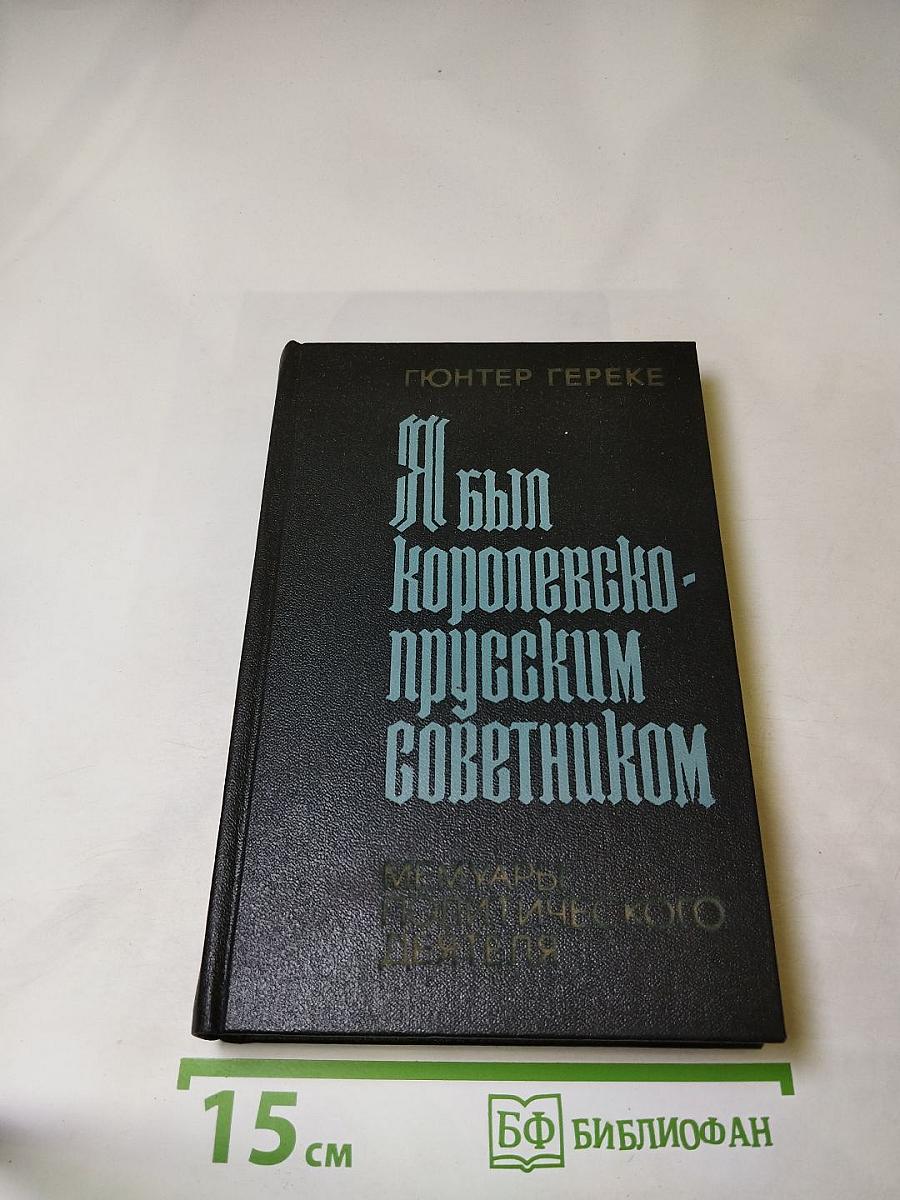 ГЮНТЕР ГЕРЕКЕ
Я был
королевско-
прусским
советником
МЕМУАРЫ
ПОЛИТИЧЕСКОГО
ДЕЯТЕЛЯ
15 см
БФ БИБЛИОФАН